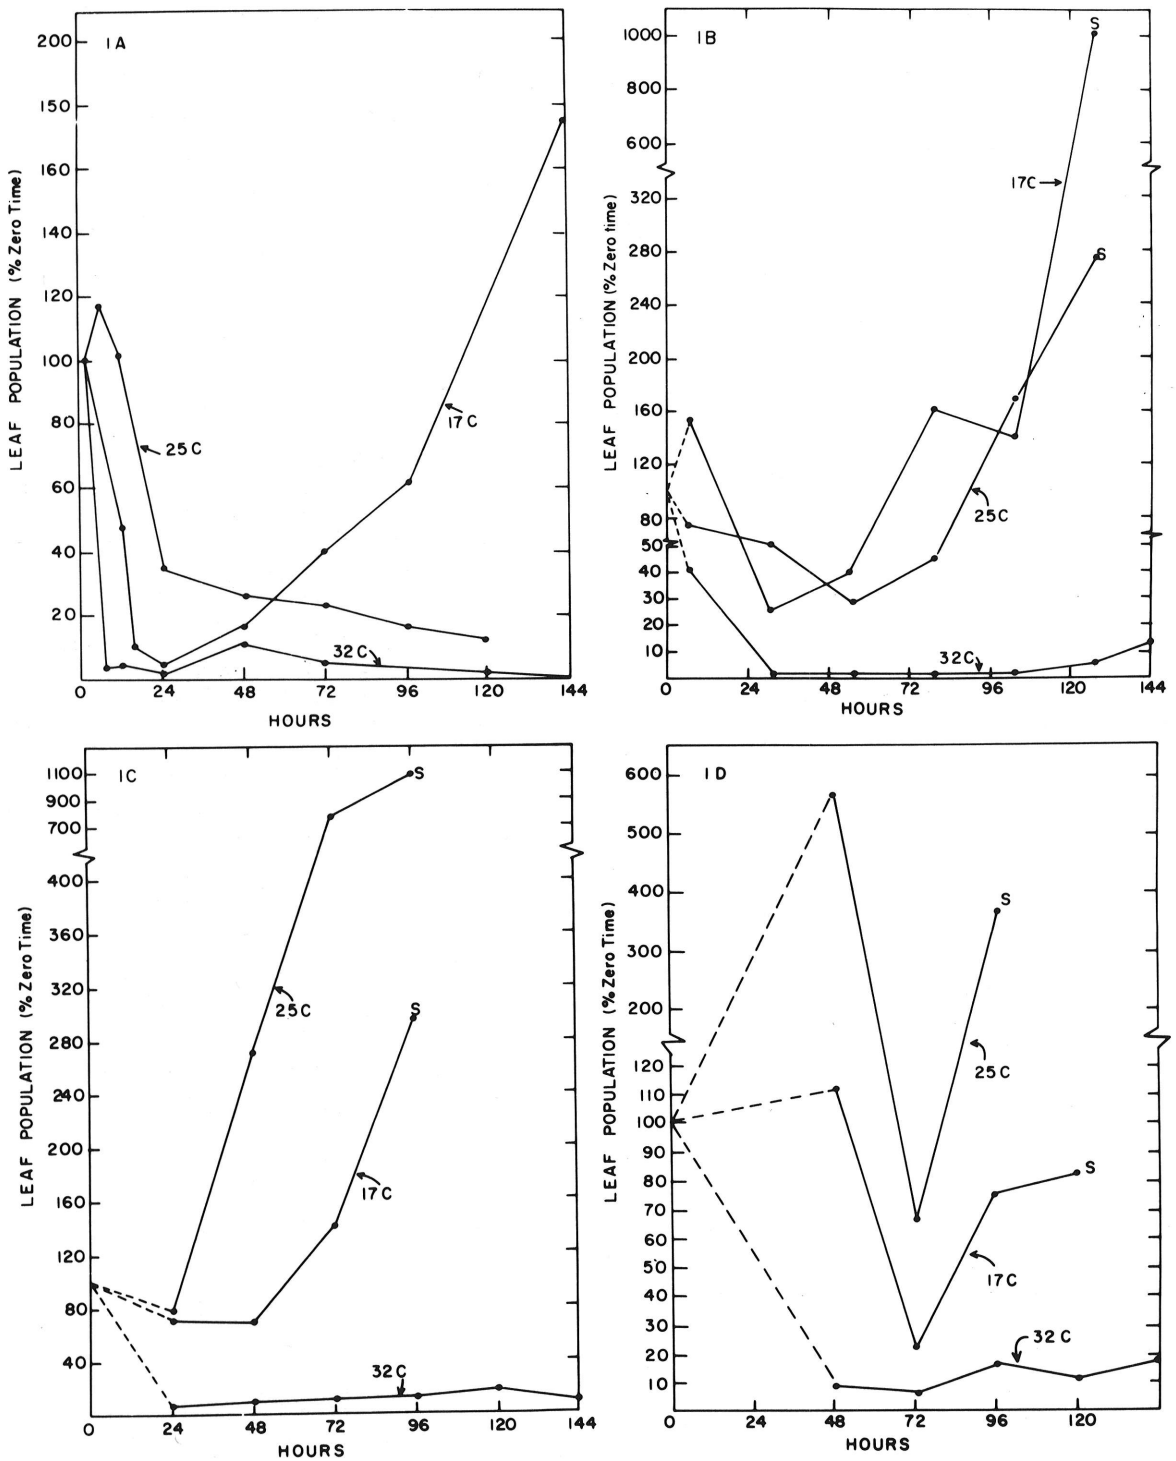 1A
LEAF POPULATION (% Zero Time)
200
150
160
140
120
100
80
60
40
20
25C
17C
32C
0 24 48 72 96 120 144
HOURS
1B
LEAF POPULATION (% Zero time)
1000
800
600
320
280
240
200
160
120
80
50
40
30
20
10
S
17C
S
25C
32C
0 24 48 72 96 120 144
HOURS
1C
LEAF POPULATION (% Zero Time)
1100
900
700
400
360
320
280
240
200
160
120
80
40
S
25C
S
17C
32C
0 24 48 72 96 120 144
HOURS
1D
LEAF POPULATION (% Zero Time)
600
500
400
300
200
120
110
100
90
80
70
60
50
40
30
20
10
S
25C
S
17C
32C
0 24 48 72 96 120
HOURS